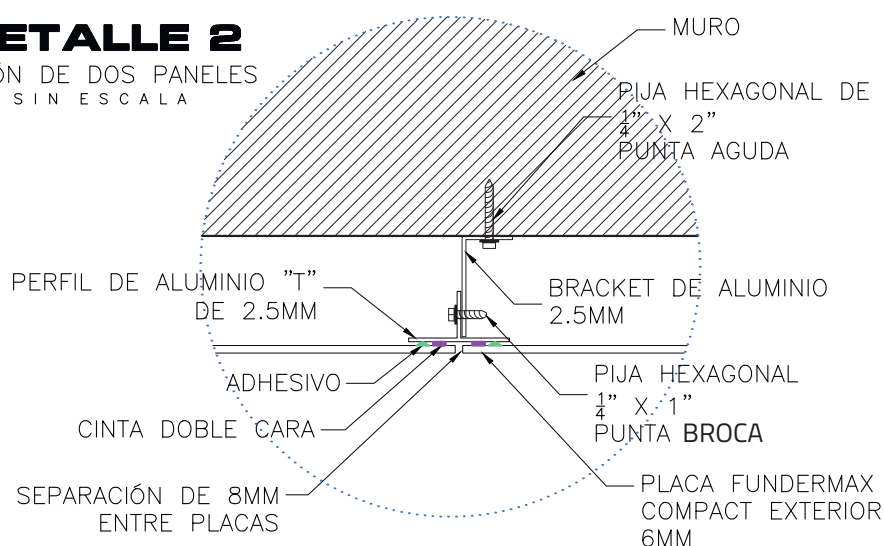 ETALLE 2
ÓN DE DOS PANELES
SIN ESCALA
MURO
PIJA HEXAGONAL DE
1/4" X 2"
PUNTA AGUDA
PERFIL DE ALUMINIO "T"
DE 2.5MM
BRACKET DE ALUMINIO
2.5MM
ADHESIVO
PIJA HEXAGONAL
1/4" X 1"
PUNTA BROCA
CINTA DOBLE CARA
SEPARACIÓN DE 8MM
ENTRE PLACAS
PLACA FUNDERMAX
COMPACT EXTERIOR
6MM